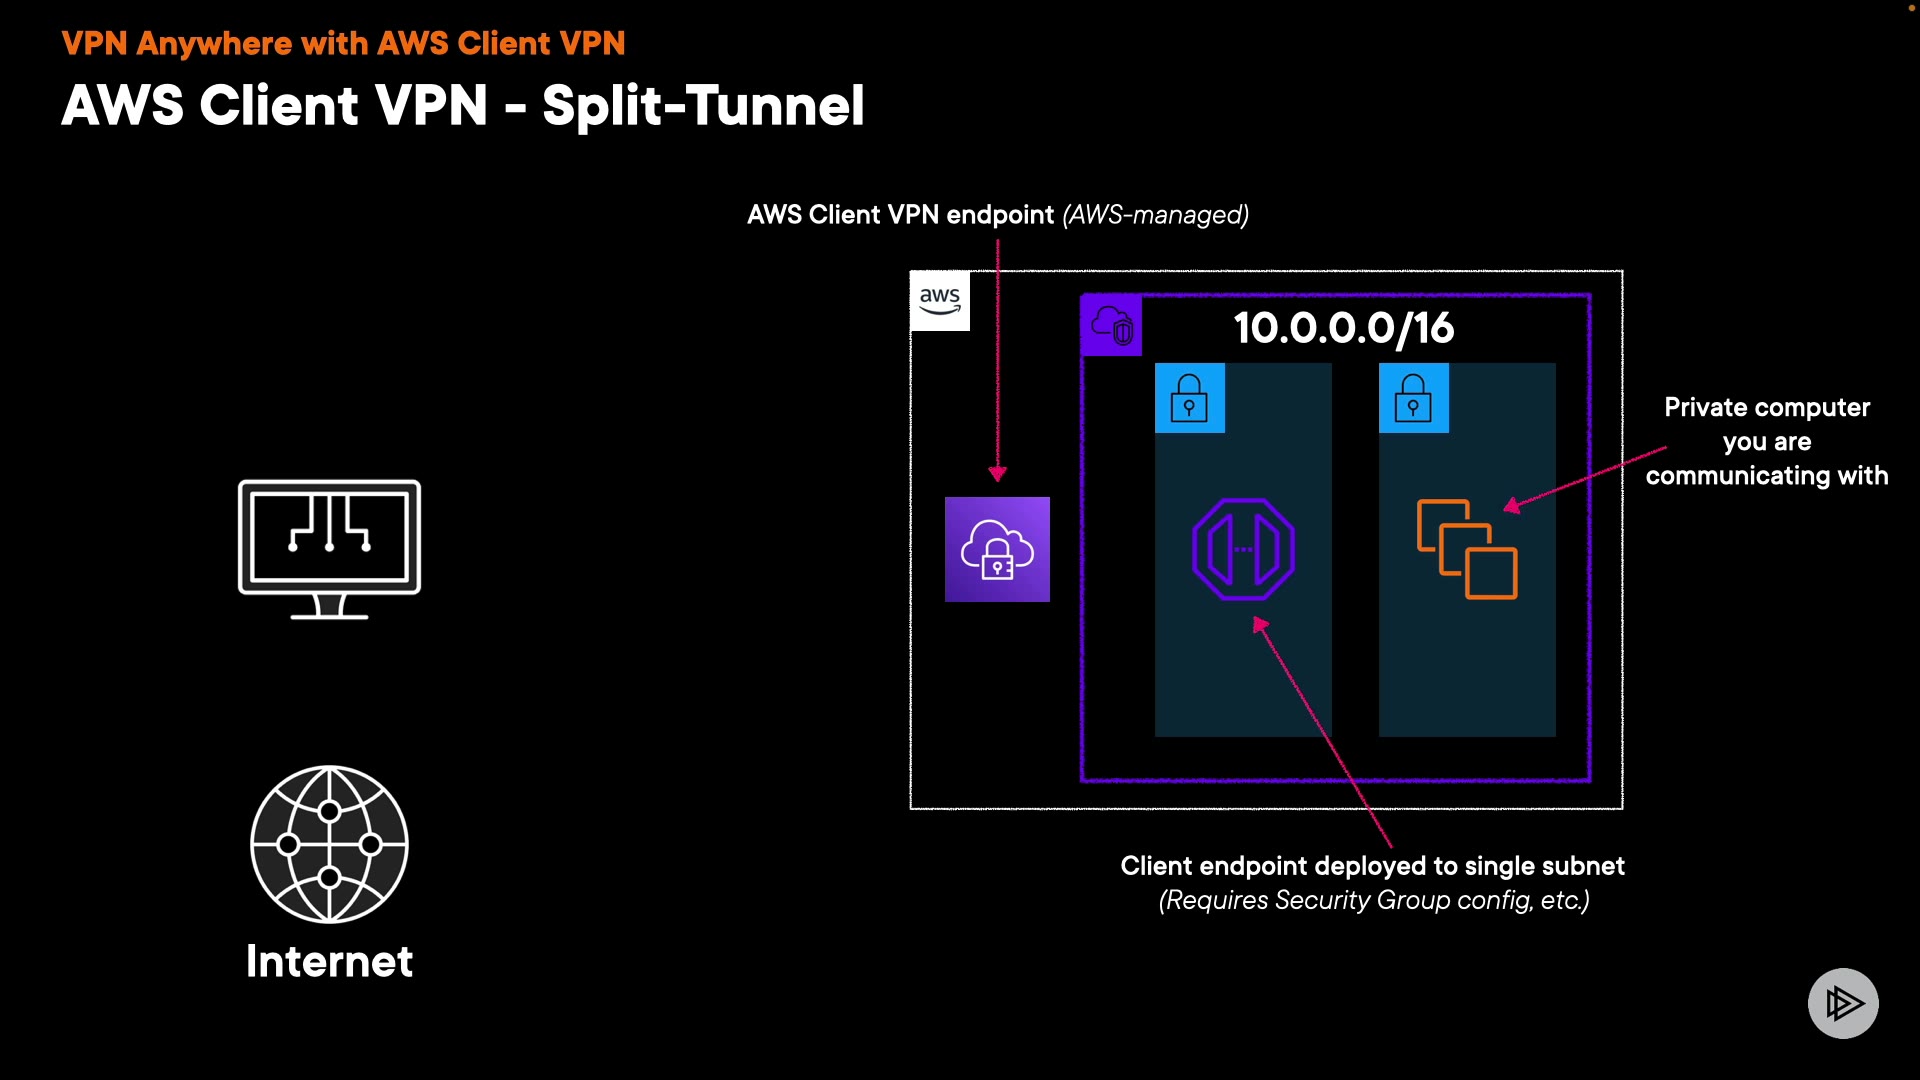 VPN Anywhere with AWS Client VPN
AWS Client VPN - Split-Tunnel
AWS Client VPN endpoint (AWS-managed)
aws
10.0.0.0/16
Private computer
you are
communicating with
Client endpoint deployed to single subnet
(Requires Security Group config, etc.)
Internet